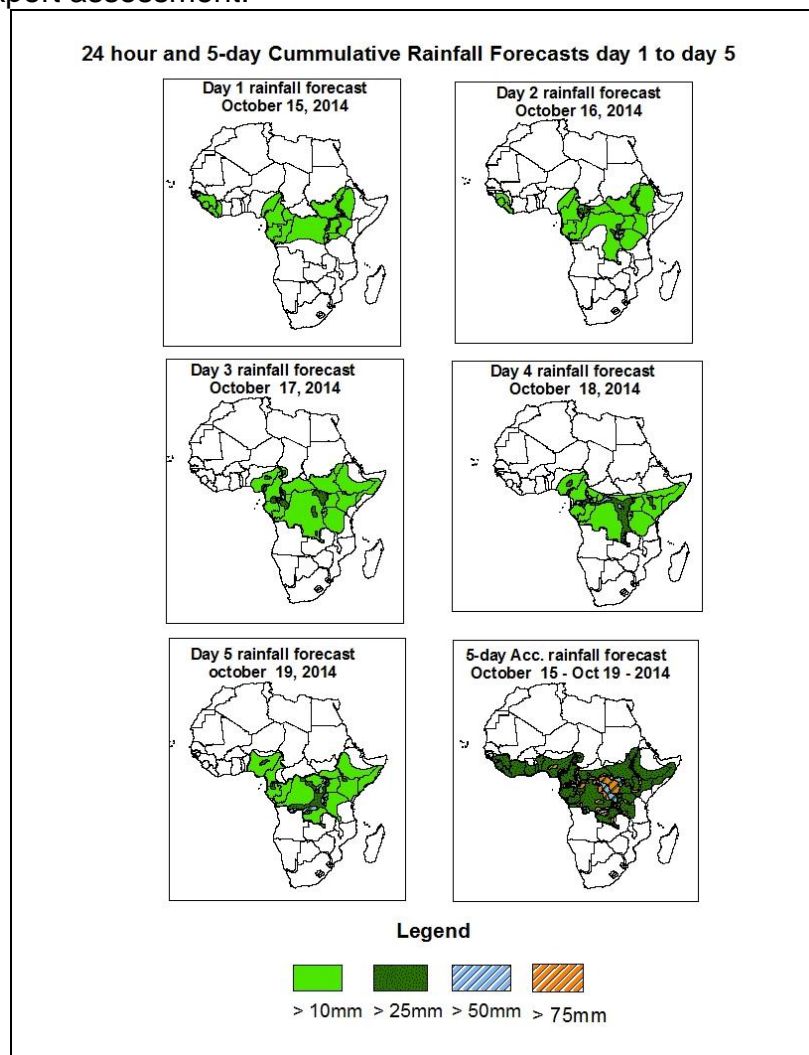 xpert assessment.
24 hour and 5-day Cummulative Rainfall Forecasts day 1 to day 5
Day 1 rainfall forecast
October 15, 2014
Day 2 rainfall forecast
October 16, 2014
Day 3 rainfall forecast
October 17, 2014
Day 4 rainfall forecast
October 18, 2014
Day 5 rainfall forecast
october 19, 2014
5-day Acc. rainfall forecast
October 15 - Oct 19 - 2014
Legend
> 10mm > 25mm > 50mm > 75mm